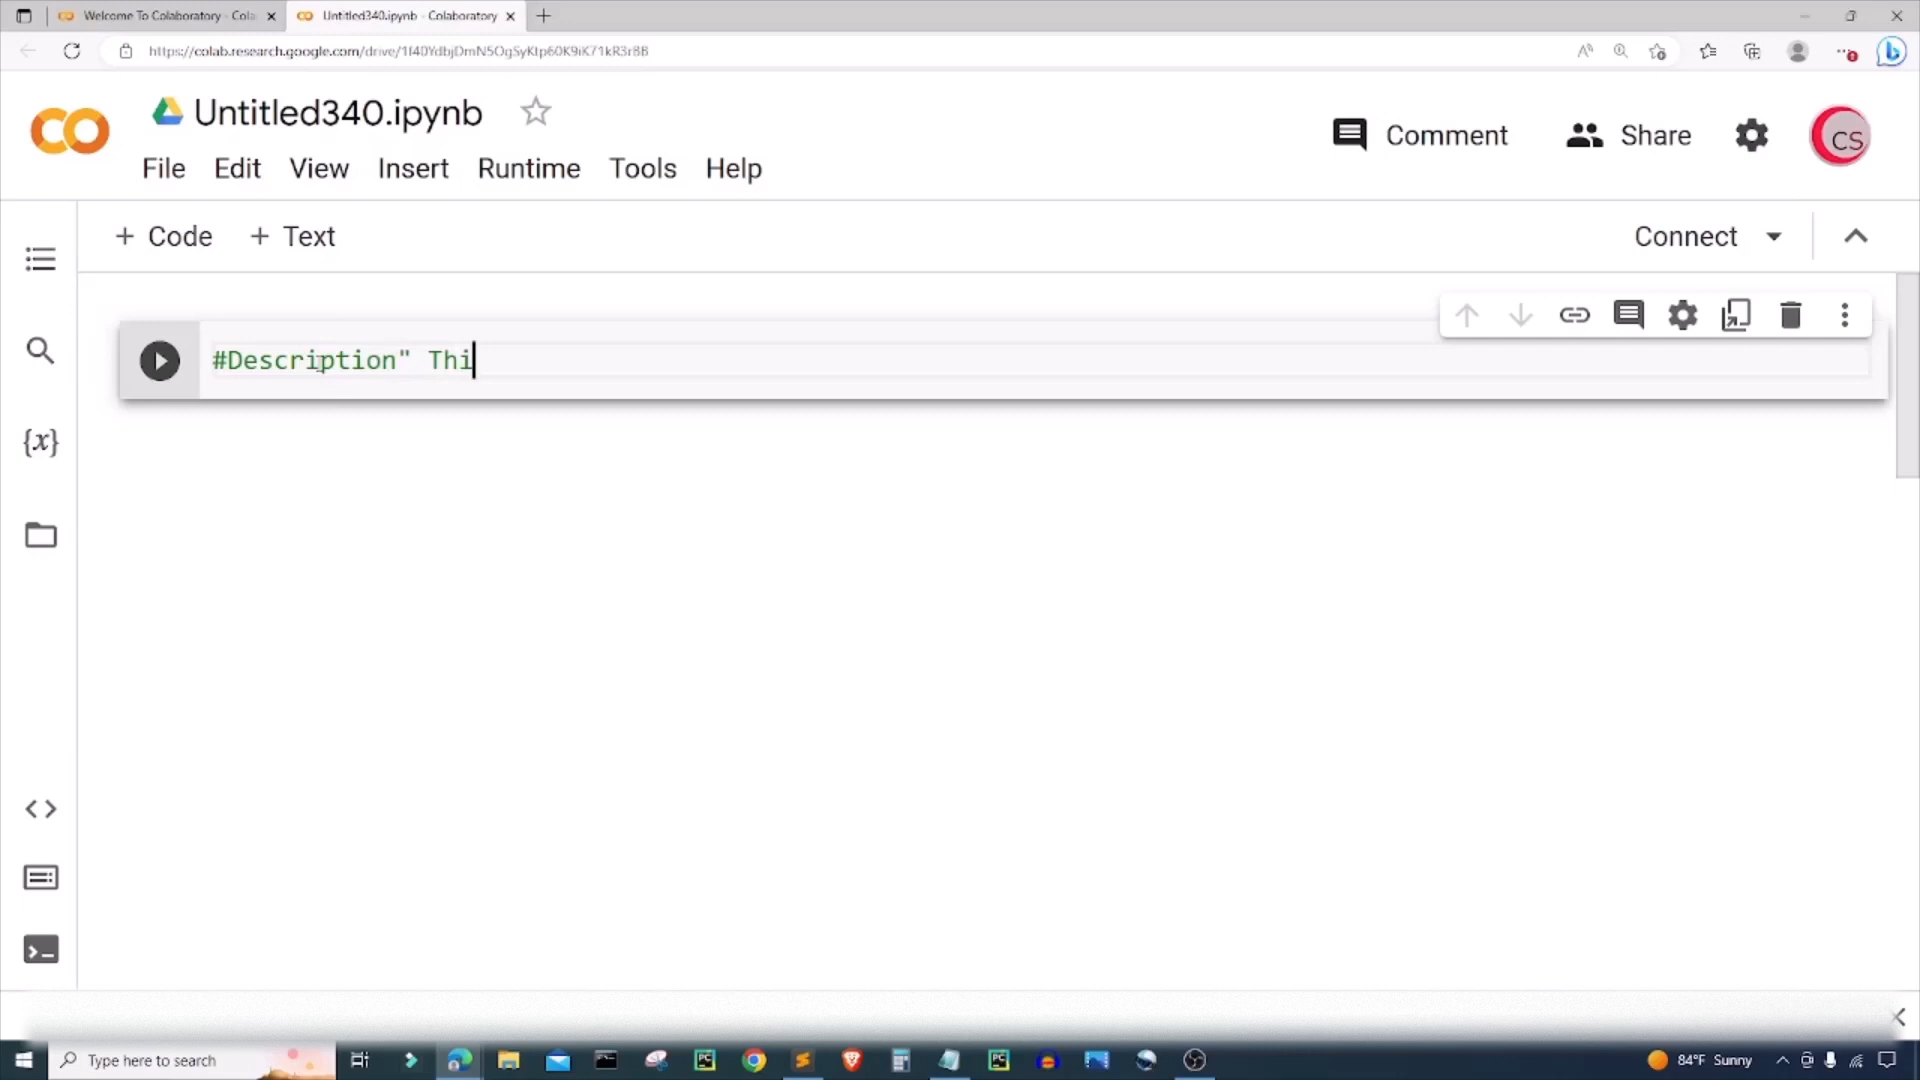 Welcome To Colaboratory - Cola
Untitled340.ipynb - Colaboratory
Untitled340.ipynb
Comment
Share
CS
File Edit View Insert Runtime Tools Help
+ Code + Text
Connect
#Description" Thi
{x}
Type here to search
84°F Sunny